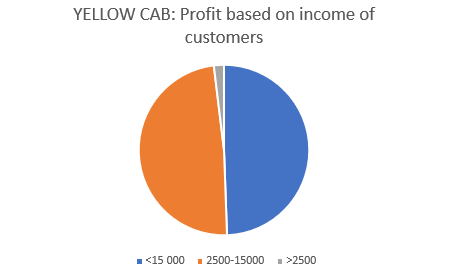 YELLOW CAB: Profit based on income of
customers
<15 000 2500-15000 >2500